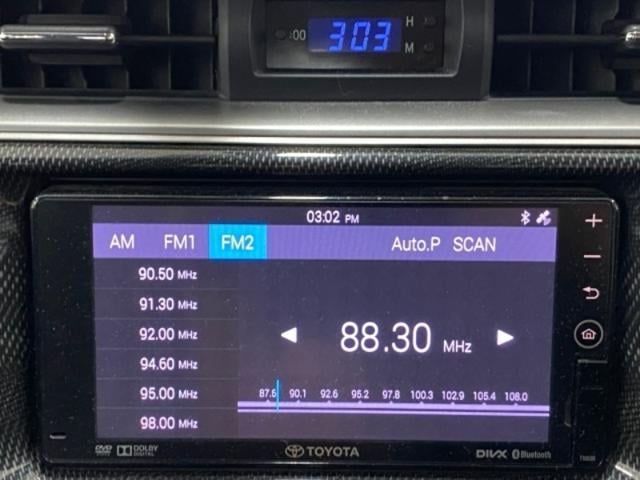 :00 303 H
M
03:02 PM
AM FM1 FM2 Auto.P SCAN
90.50 MHz
91.30 MHz
92.00 MHz
94.60 MHz
95.00 MHz
98.00 MHz
88.30 MHz
87.5 90.1 92.6 95.2 97.8 100.3 102.9 105.4 108.0
DVD DOLBY DIGITAL TOYOTA DIVX Bluetooth